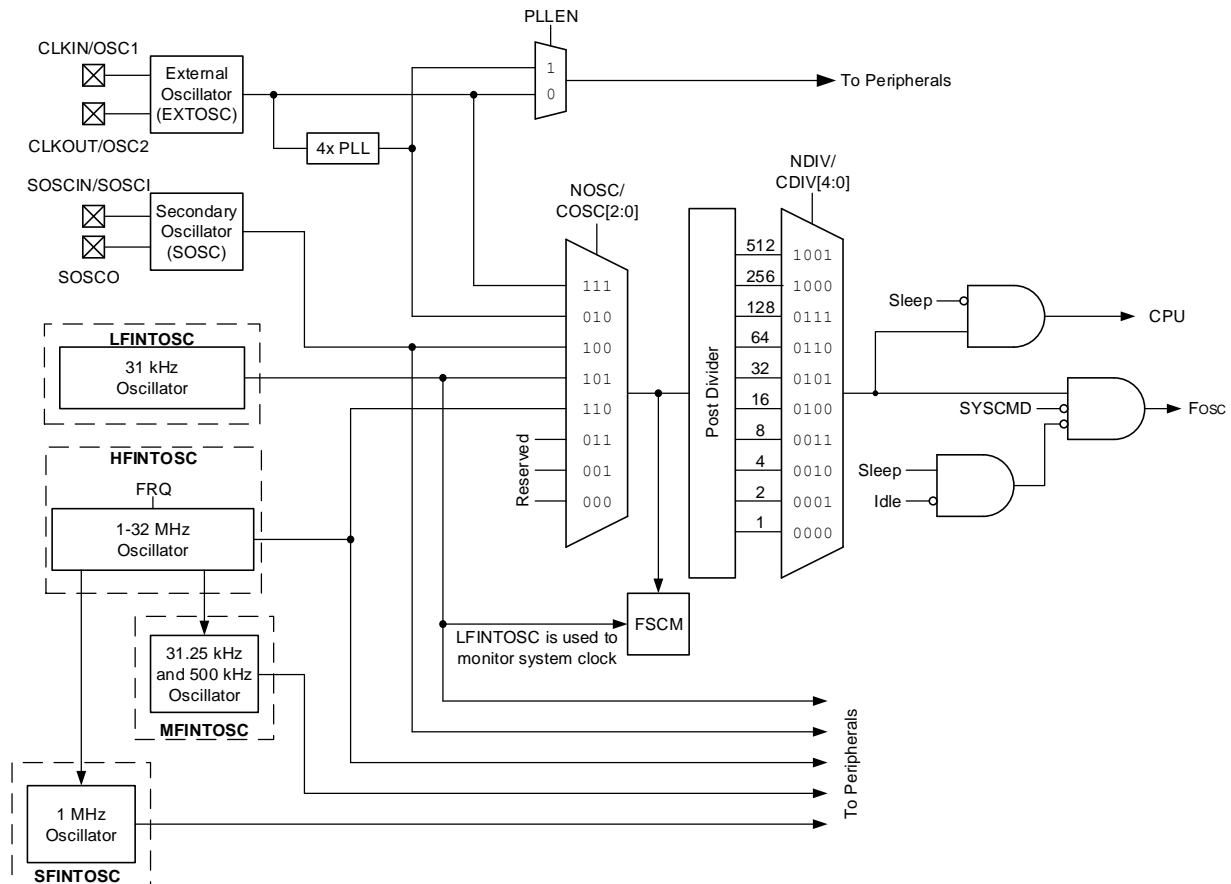 PLLEN
CLKIN/OSC1
External
Oscillator
(EXTOSC)
1
0
To Peripherals
CLKOUT/OSC2
4x PLL
SOSCIN/SOSCI
Secondary
Oscillator
(SOSC)
SOSCO
NOSC/
COSC[2:0]
NDIV/
CDIV[4:0]
111
010
100
101
110
011
001
000
Reserved
LFINTOSC
31 kHz
Oscillator
HFINTOSC
FRQ
1-32 MHz
Oscillator
Post Divider
512
256
128
64
32
16
8
4
2
1
1001
1000
0111
0110
0101
0100
0011
0010
0001
0000
Sleep
CPU
SYSCMD
Fosc
Sleep
Idle
FSCM
LFINTOSC is used to
monitor system clock
31.25 kHz
and 500 kHz
Oscillator
MFINTOSC
To Peripherals
1 MHz
Oscillator
SFINTOSC